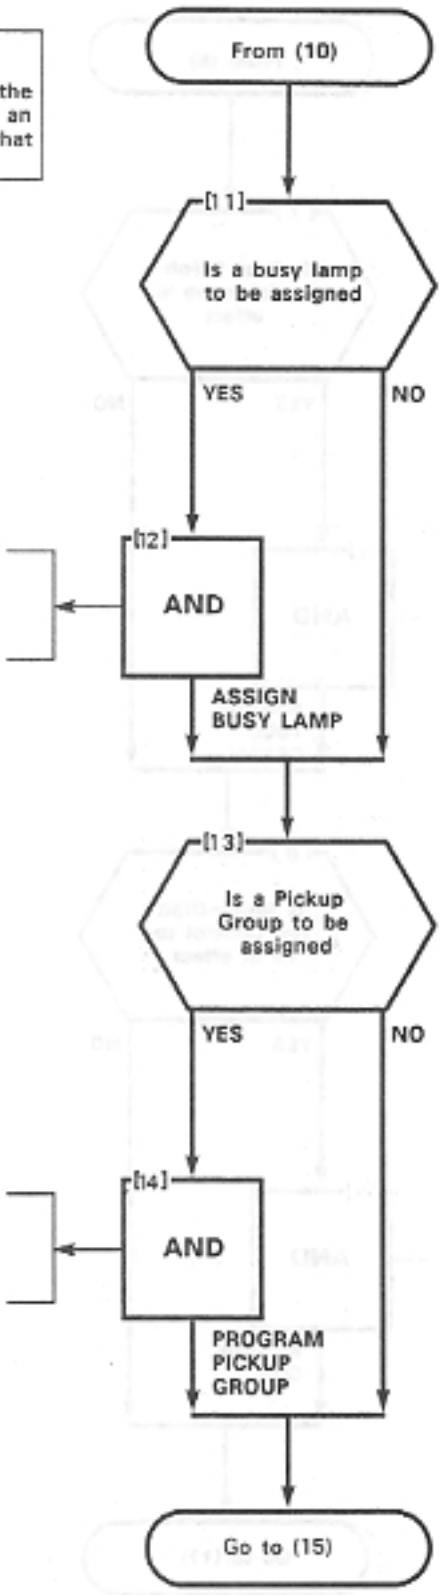 From (10)
the
an
hat
[11]
Is a busy lamp
to be assigned
YES
NO
[12]
AND
ASSIGN
BUSY LAMP
[13]
Is a Pickup
Group to be
assigned
YES
NO
[14]
AND
PROGRAM
PICKUP
GROUP
Go to (15)